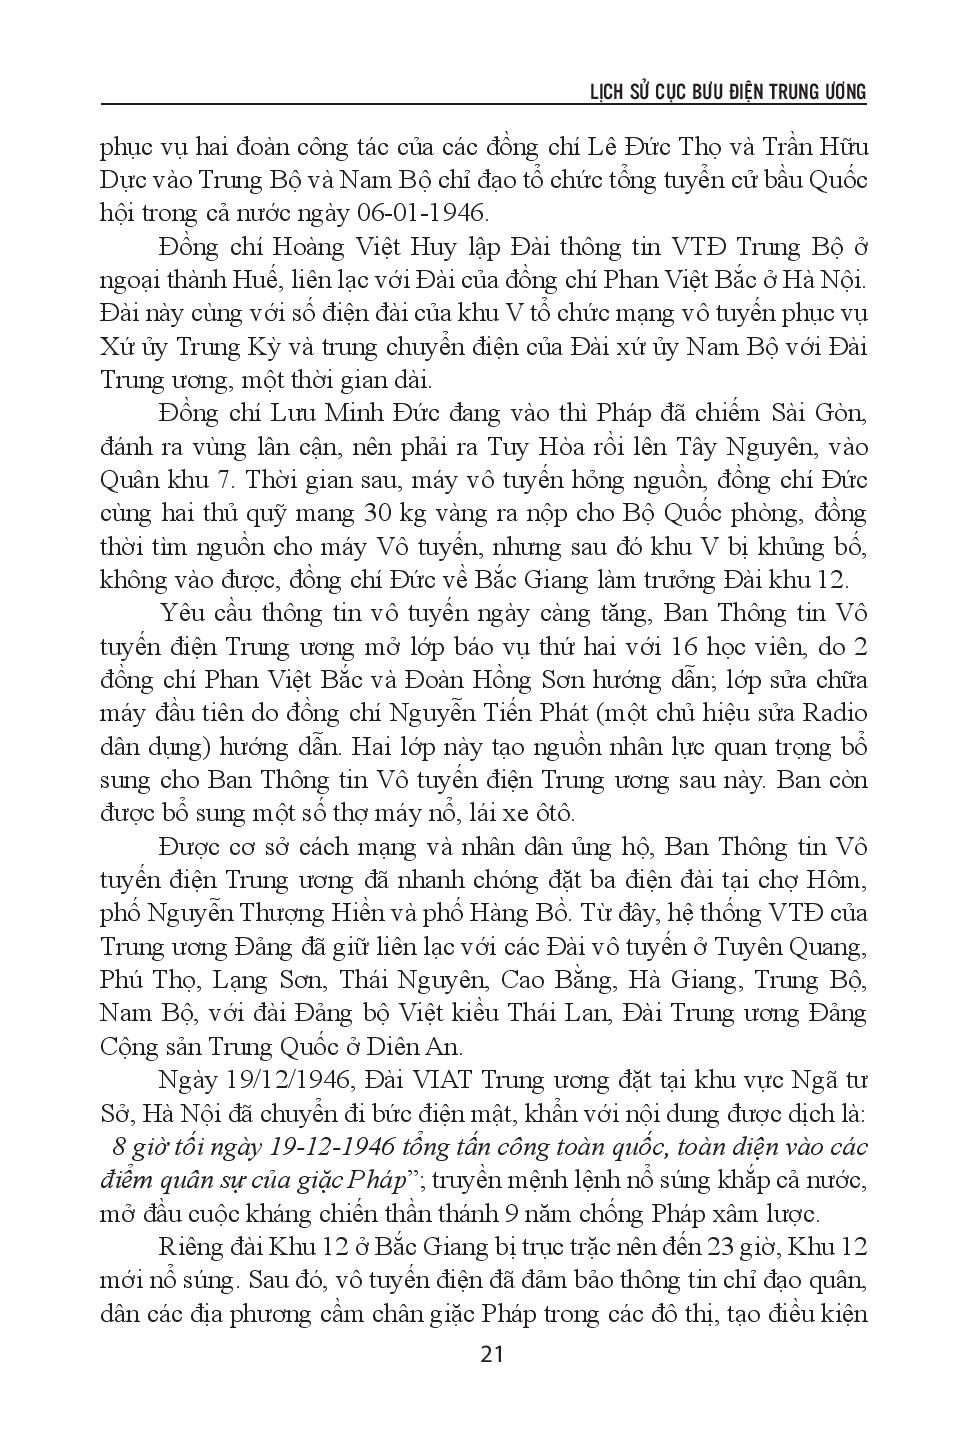 LỊCH SỬ CỤC BƯU ĐIỆN TRUNG ƯƠNG
phục vụ hai đoàn công tác của các đồng chí Lê Đức Thọ và Trần Hữu
Dực vào Trung Bộ và Nam Bộ chỉ đạo tổ chức tổng tuyển cử bầu Quốc
hội trong cả nước ngày 06-01-1946.
Đồng chí Hoàng Việt Huy lập Đài thông tin VTĐ Trung Bộ ở
ngoại thành Huế, liên lạc với Đài của đồng chí Phan Việt Bắc ở Hà Nội.
Đài này cùng với số điện đài của khu V tổ chức mạng vô tuyến phục vụ
Xứ ủy Trung Kỳ và trung chuyển điện của Đài xứ ủy Nam Bộ với Đài
Trung ương, một thời gian dài.
Đồng chí Lưu Minh Đức đang vào thì Pháp đã chiếm Sài Gòn,
đánh ra vùng lân cận, nên phải ra Tuy Hòa rồi lên Tây Nguyên, vào
Quân khu 7. Thời gian sau, máy vô tuyến hỏng nguồn, đồng chí Đức
cùng hai thủ quỹ mang 30 kg vàng ra nộp cho Bộ Quốc phòng, đồng
thời tìm nguồn cho máy Vô tuyến, nhưng sau đó khu V bị khủng bố,
không vào được, đồng chí Đức về Bắc Giang làm trưởng Đài khu 12.
Yêu cầu thông tin vô tuyến ngày càng tăng, Ban Thông tin Vô
tuyến điện Trung ương mở lớp báo vụ thứ hai với 16 học viên, do 2
đồng chí Phan Việt Bắc và Đoàn Hồng Sơn hướng dẫn; lớp sửa chữa
máy đầu tiên do đồng chí Nguyễn Tiến Phát (một chủ hiệu sửa Radio
dân dụng) hướng dẫn. Hai lớp này tạo nguồn nhân lực quan trọng bổ
sung cho Ban Thông tin Vô tuyến điện Trung ương sau này. Ban còn
được bổ sung một số thợ máy nổ, lái xe ôtô.
Được cơ sở cách mạng và nhân dân ủng hộ, Ban Thông tin Vô
tuyến điện Trung ương đã nhanh chóng đặt ba điện đài tại chợ Hôm,
phố Nguyễn Thượng Hiền và phố Hàng Bồ. Từ đây, hệ thống VTĐ của
Trung ương Đảng đã giữ liên lạc với các Đài vô tuyến ở Tuyên Quang,
Phú Thọ, Lạng Sơn, Thái Nguyên, Cao Bằng, Hà Giang, Trung Bộ,
Nam Bộ, với đài Đảng bộ Việt kiều Thái Lan, Đài Trung ương Đảng
Cộng sản Trung Quốc ở Diên An.
Ngày 19/12/1946, Đài VIAT Trung ương đặt tại khu vực Ngã tư
Sở, Hà Nội đã chuyển đi bức điện mật, khẩn với nội dung được dịch là:
8 giờ tối ngày 19-12-1946 tổng tấn công toàn quốc, toàn diện vào các
điểm quân sự của giặc Pháp”; truyền mệnh lệnh nổ súng khắp cả nước,
mở đầu cuộc kháng chiến thần thánh 9 năm chống Pháp xâm lược.
Riêng đài Khu 12 ở Bắc Giang bị trục trặc nên đến 23 giờ, Khu 12
mới nổ súng. Sau đó, vô tuyến điện đã đảm bảo thông tin chỉ đạo quân,
dân các địa phương cầm chân giặc Pháp trong các đô thị, tạo điều kiện
21